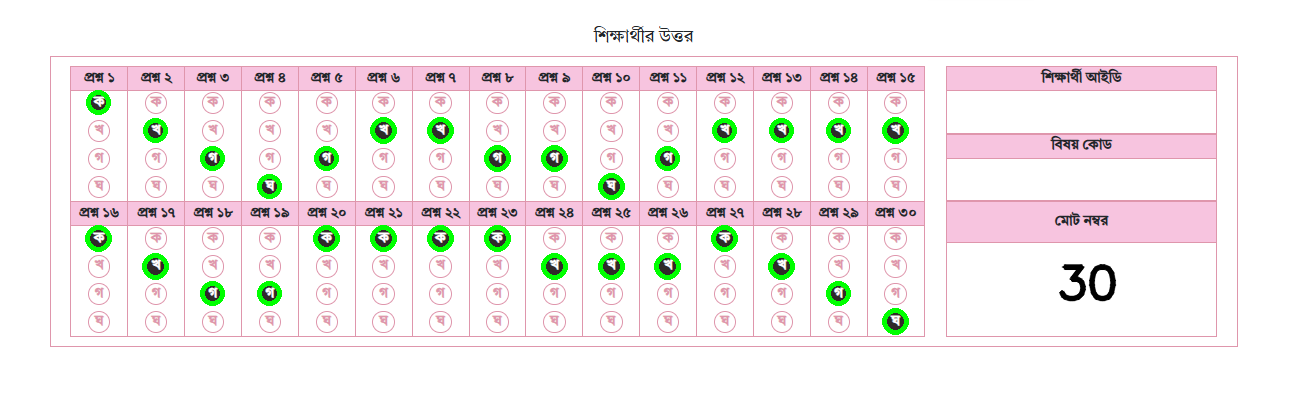 শিক্ষার্থীর উত্তর
প্রশ্ন ১ প্রশ্ন ২ প্রশ্ন ৩ প্রশ্ন ৪ প্রশ্ন ৫ প্রশ্ন ৬ প্রশ্ন ৭ প্রশ্ন ৮ প্রশ্ন ৯ প্রশ্ন ১০ প্রশ্ন ১১ প্রশ্ন ১২ প্রশ্ন ১৩ প্রশ্ন ১৪ প্রশ্ন ১৫
ক ক ক ক ক ক ক ক ক ক ক ক ক ক ক
খ খ খ খ খ খ খ খ খ খ খ খ খ খ খ
গ গ গ গ গ গ গ গ গ গ গ গ গ গ গ
ঘ ঘ ঘ ঘ ঘ ঘ ঘ ঘ ঘ ঘ ঘ ঘ ঘ ঘ ঘ
প্রশ্ন ১৬ প্রশ্ন ১৭ প্রশ্ন ১৮ প্রশ্ন ১৯ প্রশ্ন ২০ প্রশ্ন ২১ প্রশ্ন ২২ প্রশ্ন ২৩ প্রশ্ন ২৪ প্রশ্ন ২৫ প্রশ্ন ২৬ প্রশ্ন ২৭ প্রশ্ন ২৮ প্রশ্ন ২৯ প্রশ্ন ৩০
ক ক ক ক ক ক ক ক ক ক ক ক ক ক ক
খ খ খ খ খ খ খ খ খ খ খ খ খ খ খ
গ গ গ গ গ গ গ গ গ গ গ গ গ গ গ
ঘ ঘ ঘ ঘ ঘ ঘ ঘ ঘ ঘ ঘ ঘ ঘ ঘ ঘ ঘ
শিক্ষার্থী আইডি
বিষয় কোড
মোট নম্বর
30